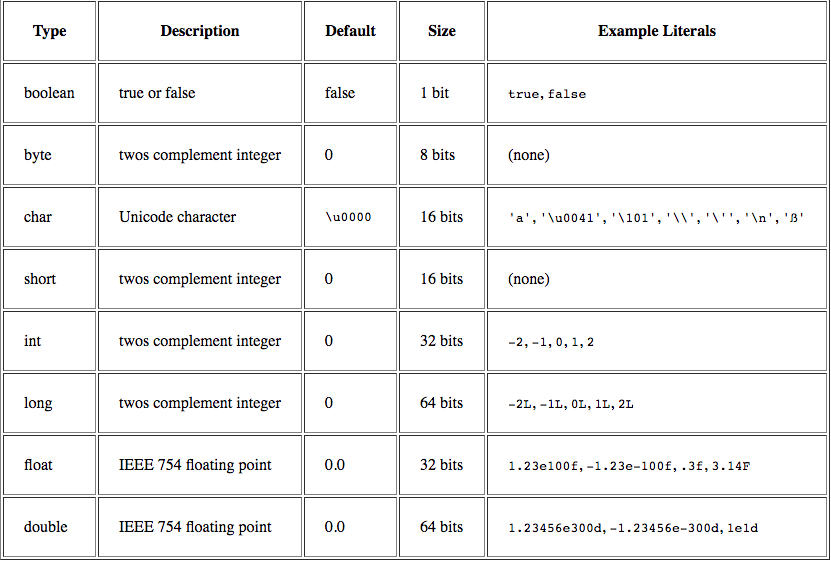 Type Description Default Size Example Literals
boolean true or false false 1 bit true, false
byte twos complement integer 0 8 bits (none)
char Unicode character \u0000 16 bits 'a','\u0041','\101','\\','\'','\n','ß'
short twos complement integer 0 16 bits (none)
int twos complement integer 0 32 bits -2,-1,0,1,2
long twos complement integer 0 64 bits -2L,-1L,0L,1L,2L
float IEEE 754 floating point 0.0 32 bits 1.23e100f,-1.23e-100f,.3f,3.14F
double IEEE 754 floating point 0.0 64 bits 1.23456e300d,-1.23456e-300d,1e1d